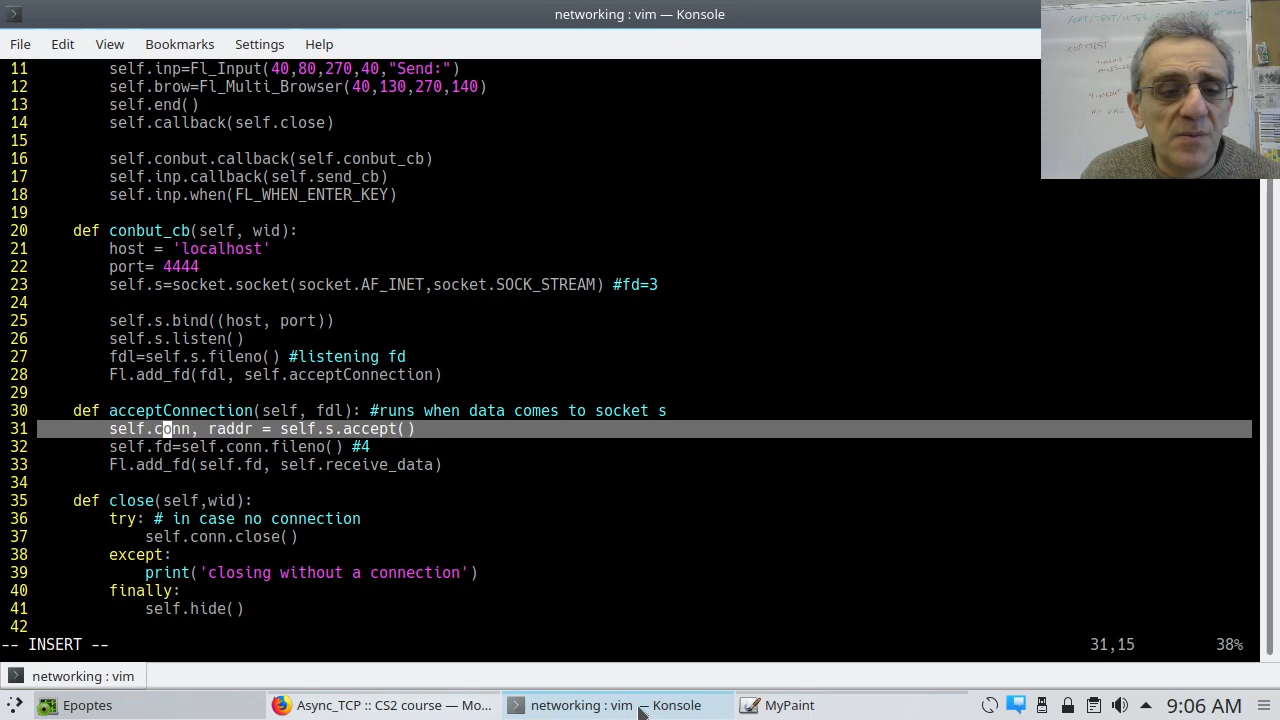 networking : vim — Konsole
File Edit View Bookmarks Settings Help
11 self.inp=Fl_Input(40,80,270,40,"Send:")
12 self.brow=Fl_Multi_Browser(40,130,270,140)
13 self.end()
14 self.callback(self.close)
15
16 self.conbut.callback(self.conbut_cb)
17 self.inp.callback(self.send_cb)
18 self.inp.when(FL_WHEN_ENTER_KEY)
19
20 def conbut_cb(self, wid):
21 host = 'localhost'
22 port= 4444
23 self.s=socket.socket(socket.AF_INET,socket.SOCK_STREAM) #fd=3
24
25 self.s.bind((host, port))
26 self.s.listen()
27 fdl=self.s.fileno() #listening fd
28 Fl.add_fd(fdl, self.acceptConnection)
29
30 def acceptConnection(self, fdl): #runs when data comes to socket s
31 self.conn, raddr = self.s.accept()
32 self.fd=self.conn.fileno() #4
33 Fl.add_fd(self.fd, self.receive_data)
34
35 def close(self,wid):
36 try: # in case no connection
37 self.conn.close()
38 except:
39 print('closing without a connection')
40 finally:
41 self.hide()
42
-- INSERT -- 31,15 38%
networking : vim
Epoptes Async_TCP :: CS2 course — Mo... networking : vim — Konsole MyPaint 9:06 AM